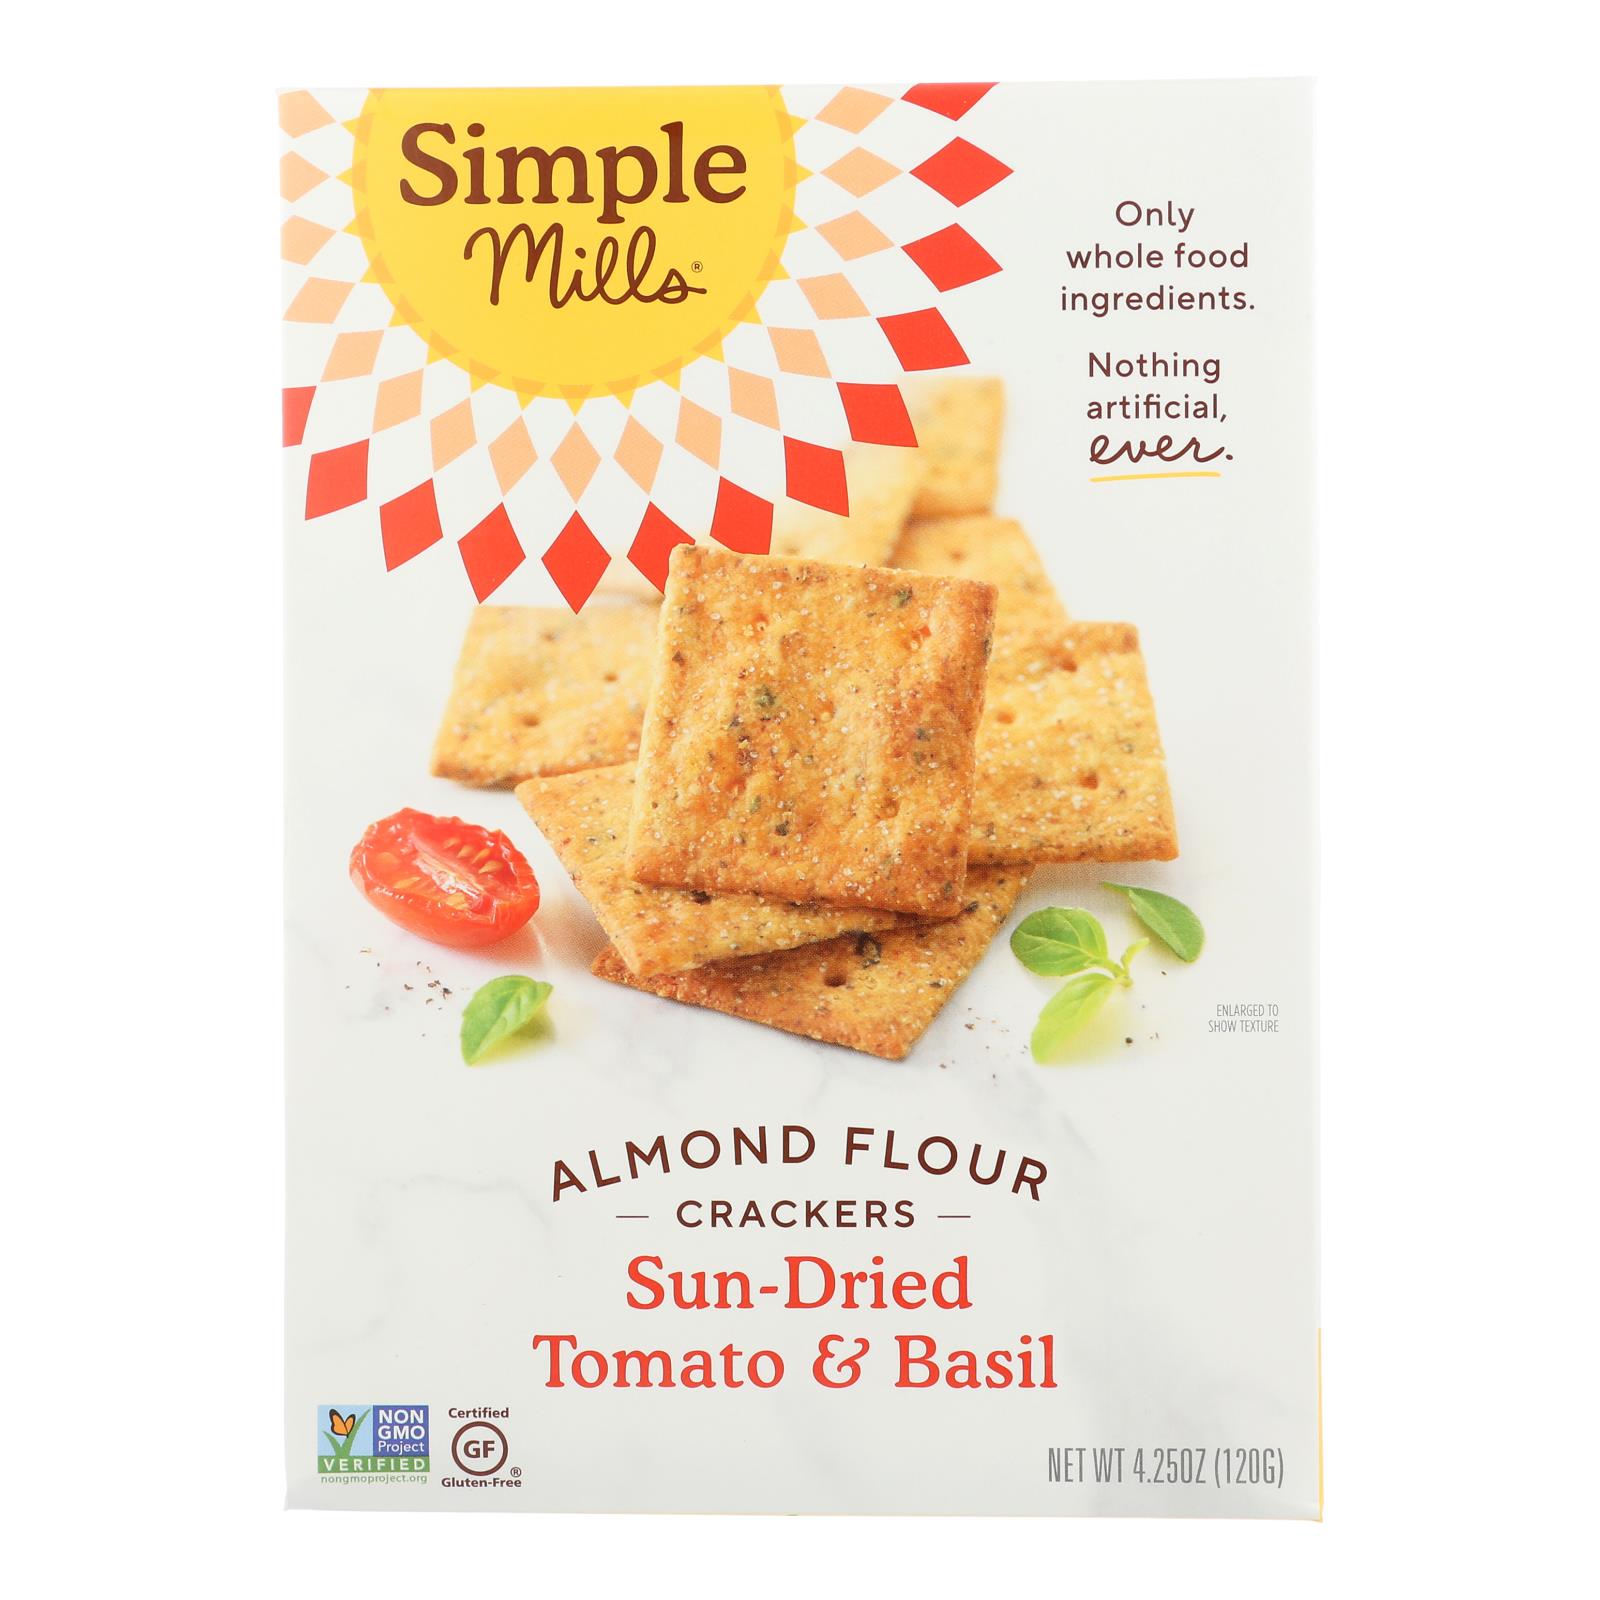 Simple
Mills®
Only
whole food
ingredients.
Nothing
artificial,
ever.
ENLARGED TO
SHOW TEXTURE
ALMOND FLOUR
— CRACKERS —
Sun-Dried
Tomato & Basil
NON
GMO
Project
VERIFIED
nongmoproject.org
Certified
GF
®
Gluten-Free
NET WT 4.25OZ (120G)